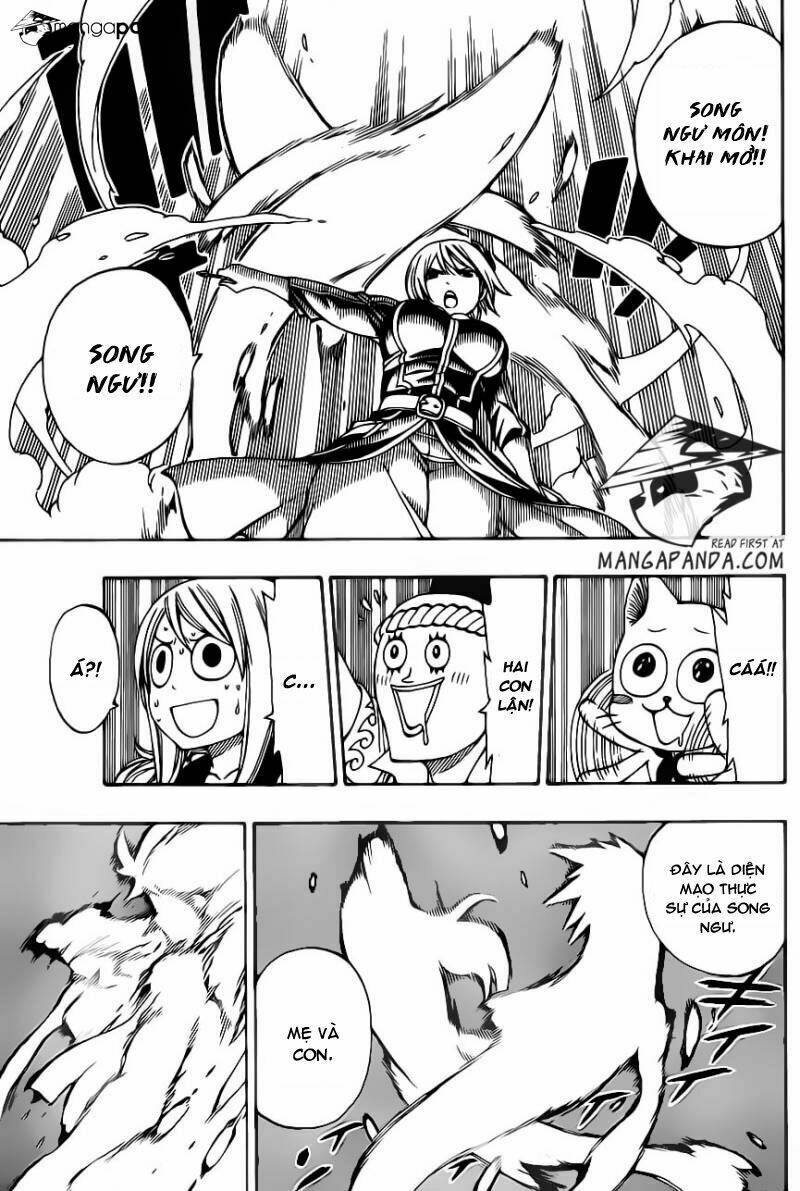 mangapa
SONG
NGƯ MÔN!
KHAI MỞ!!
SONG
NGƯ!!
READ FIRST AT
MANGAPANDA.COM
CÁÁ!!
HAI
CON
LẬN!
C...
Á?!
ĐÂY LÀ DIỆN
MẠO THỰC
SỰ CỦA SONG
NGƯ.
MẸ VÀ
CON.